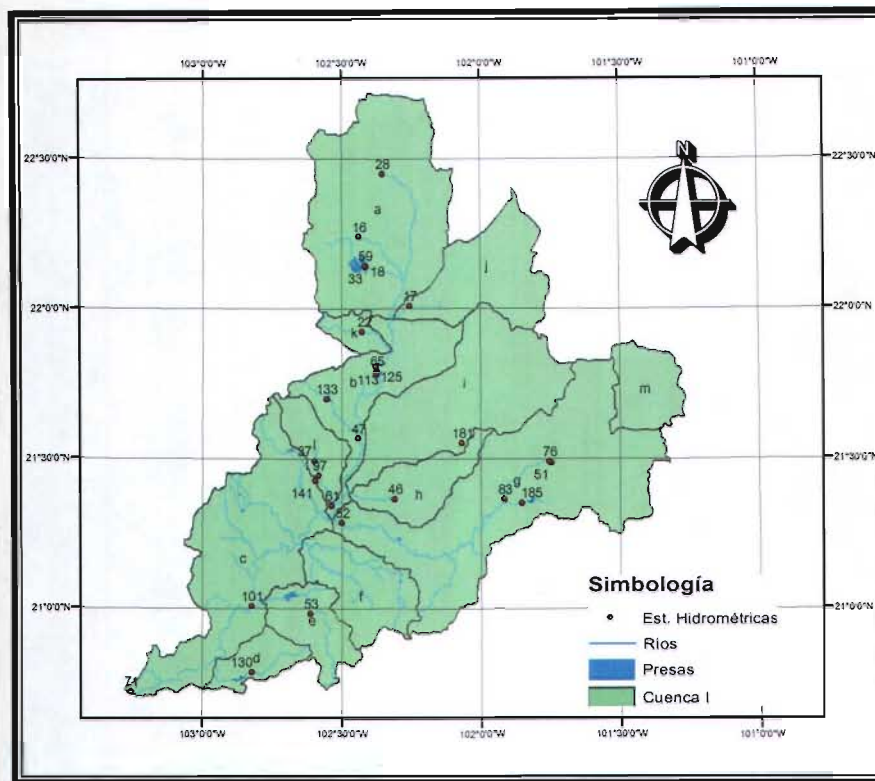 103°0'0"W 102°30'0"W 102°0'0"W 101°30'0"W 101°0'0"W
22°30'0"N 22°30'0"N
N
28
a
16
59
33 18
j
17
22°0'0"N 22°0'0"N
k
65
113 125
b
i
133
m
47
181
21°30'0"N 21°30'0"N
l
97
76
51
141
g
46
83 185
h
61
52
c
Simbología
101
f
21°0'0"N
53
e
Est. Hidrométricas
Rios
130 d
Presas
71
Cuenca I
103°0'0"W 102°30'0"W 102°0'0"W 101°30'0"W 101°0'0"W